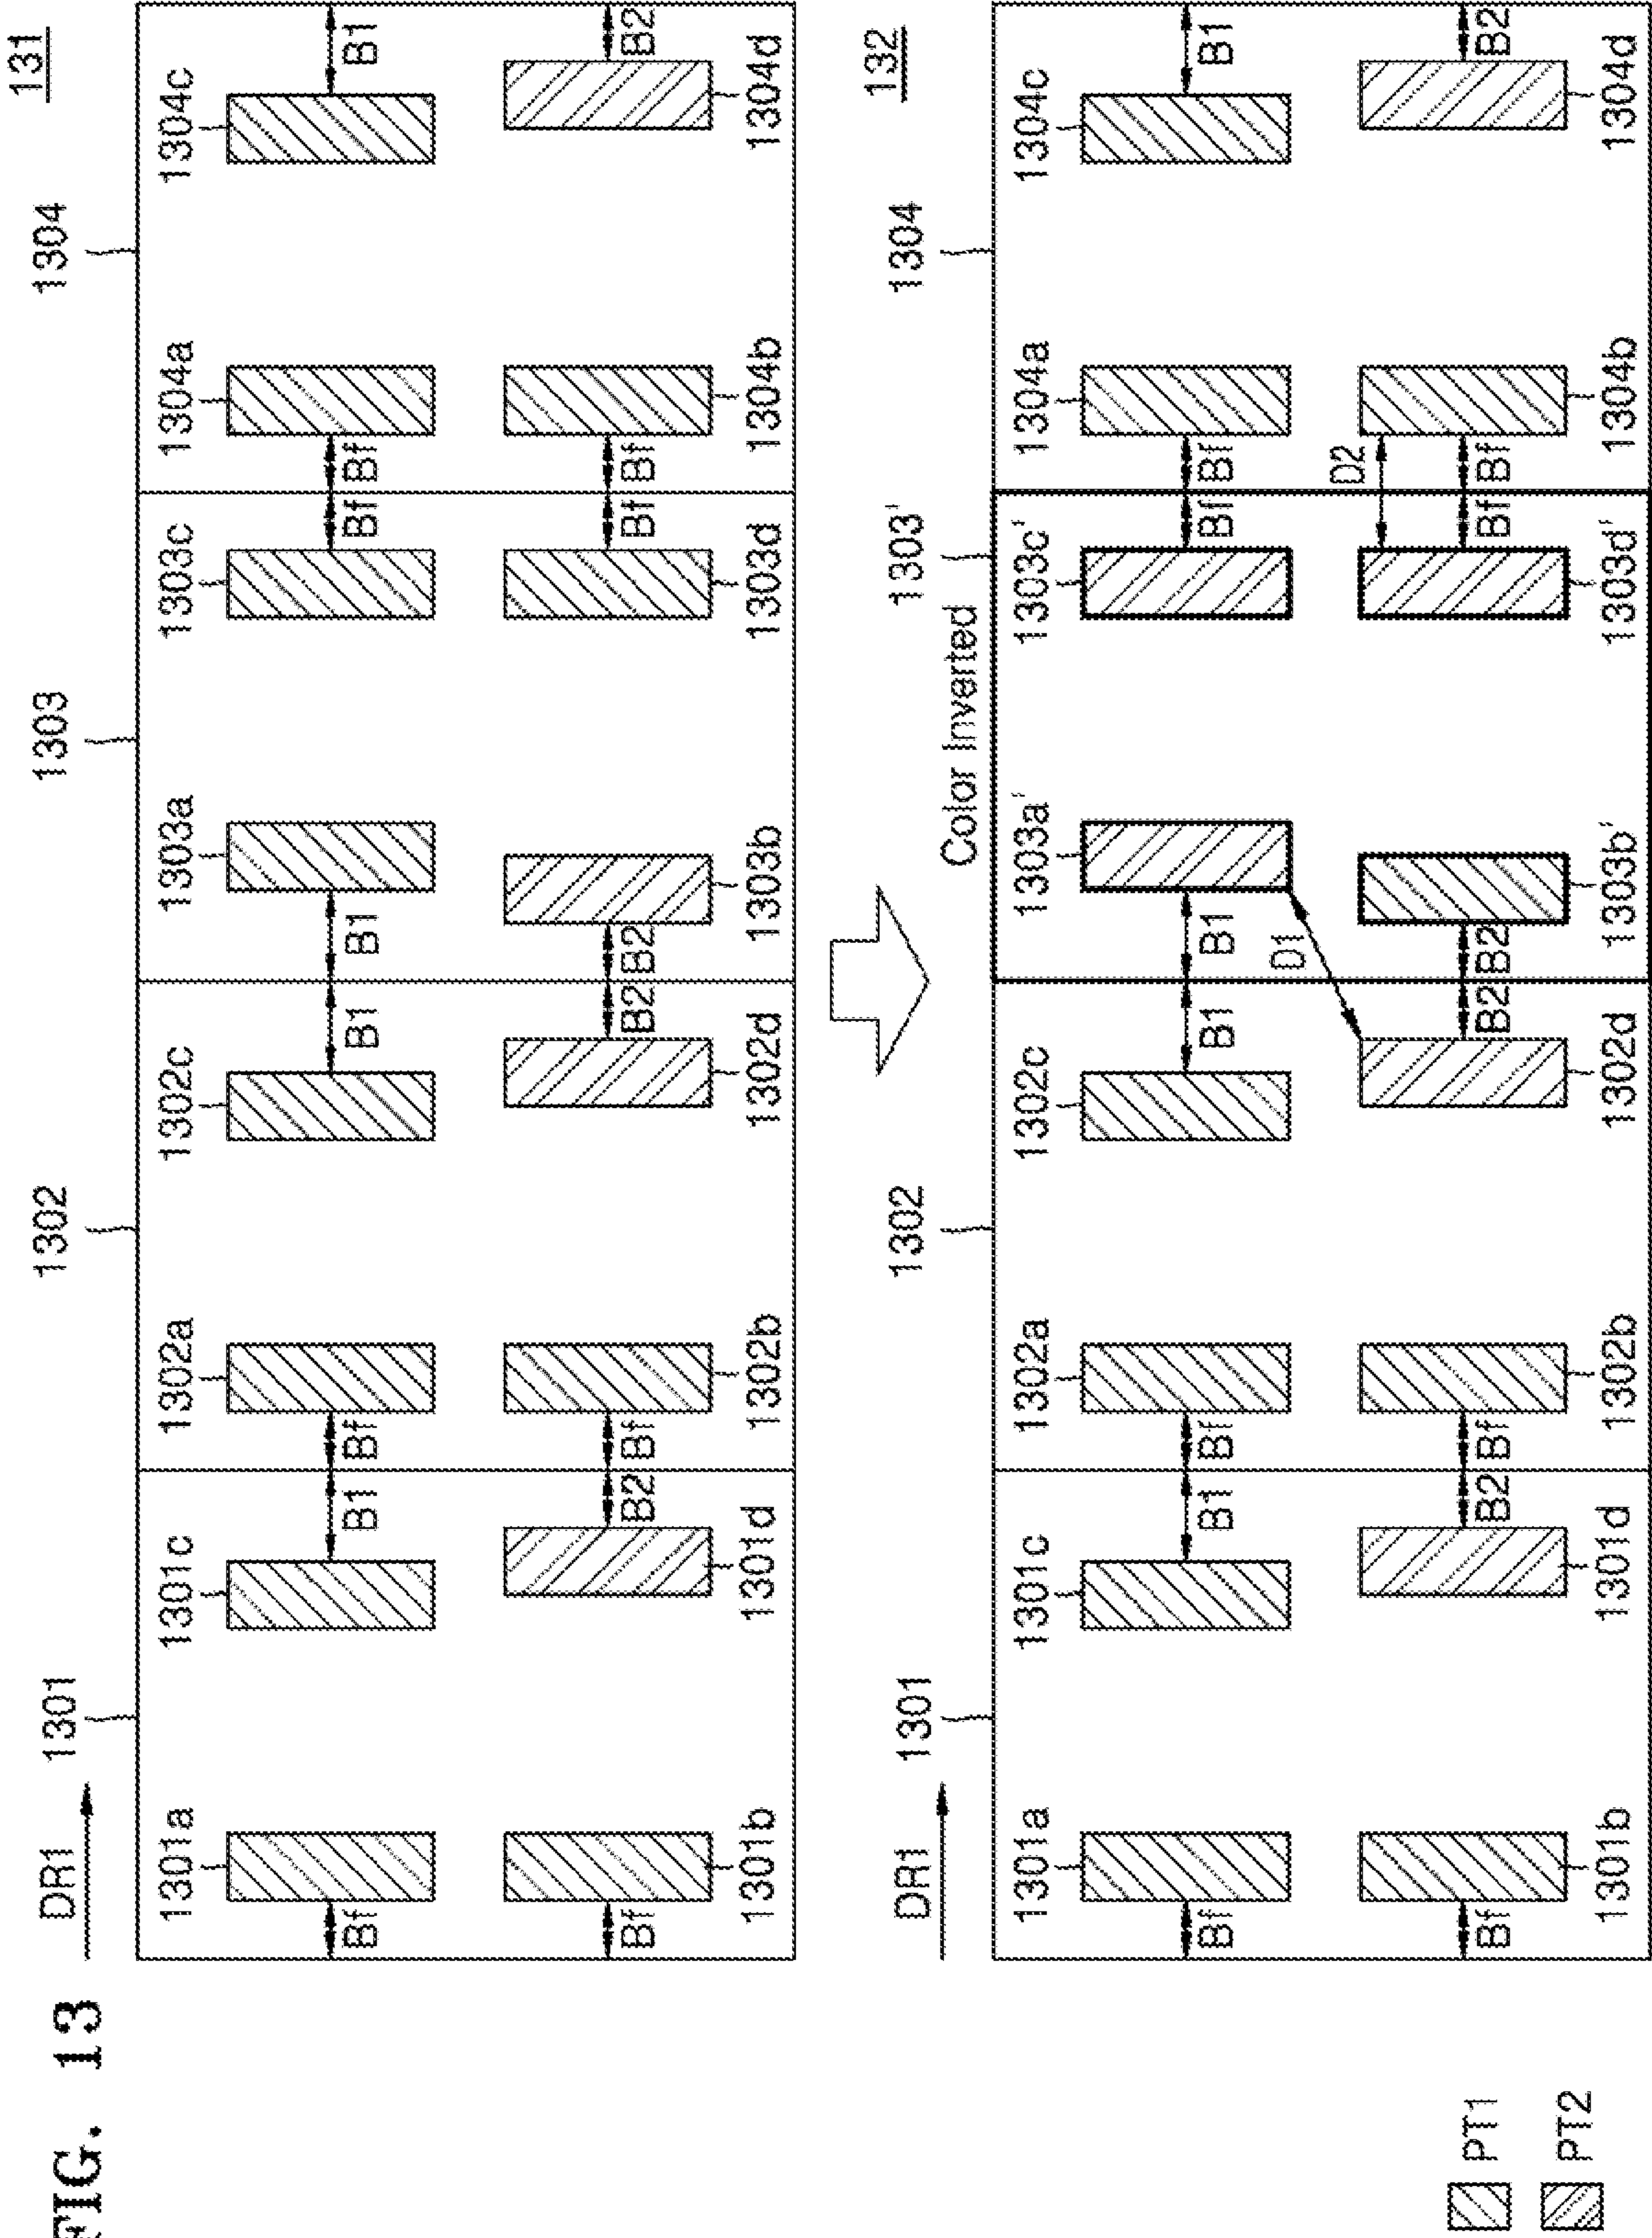 FIG. 13
131
DR1
1301 1302 1303 1304
1301a 1301c 1302a 1302c 1303a 1303c 1304a 1304c
Bf B1 Bf B1 B1 Bf Bf B1
Bf B2 Bf B2 B2 Bf Bf B2
1301b 1301d 1302b 1302d 1303b 1303d 1304b 1304d
132
DR1
1301 1302 1303' 1304
Color Inverted
1301a 1301c 1302a 1302c 1303a' 1303c' 1304a 1304c
Bf B1 Bf B1 B1 Bf Bf B1
D1 D2
Bf B2 Bf B2 B2 Bf Bf B2
1301b 1301d 1302b 1302d 1303b' 1303d' 1304b 1304d
PT1
PT2